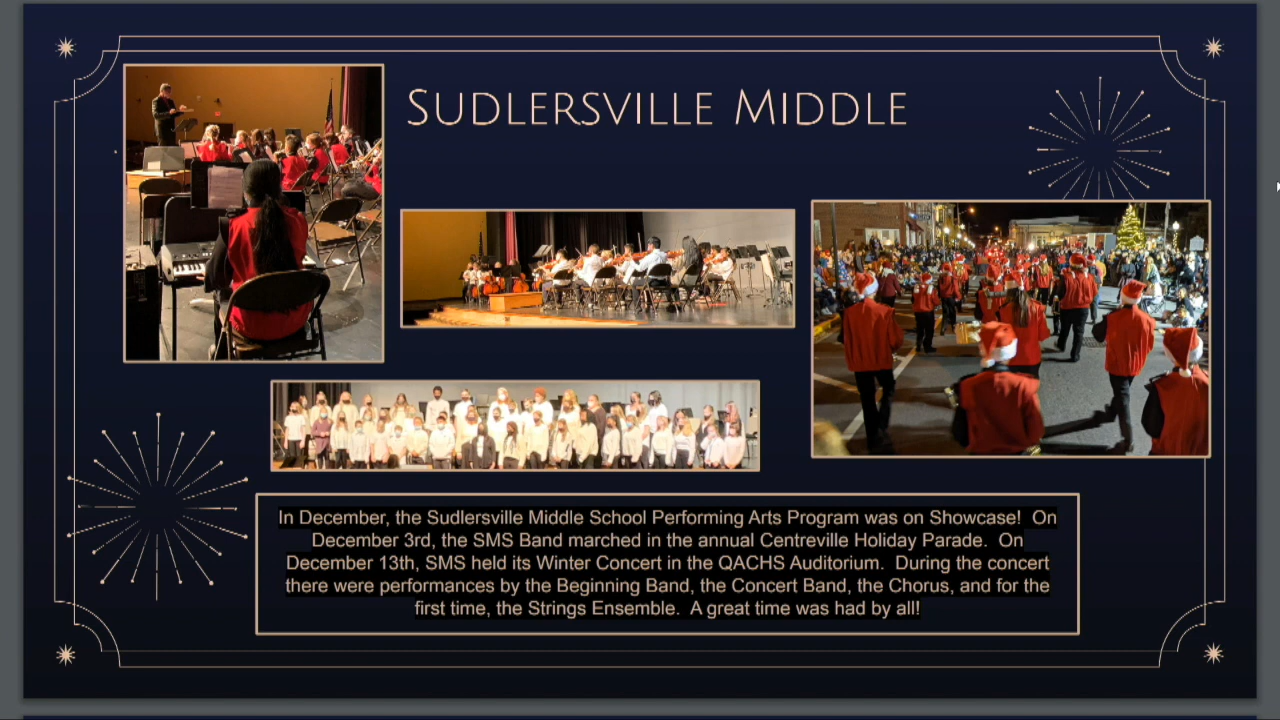 Sudlersville Middle
In December, the Sudlersville Middle School Performing Arts Program was on Showcase!  On
December 3rd, the SMS Band marched in the annual Centreville Holiday Parade.  On
December 13th, SMS held its Winter Concert in the QACHS Auditorium.  During the concert
there were performances by the Beginning Band, the Concert Band, the Chorus, and for the
first time, the Strings Ensemble.  A great time was had by all!